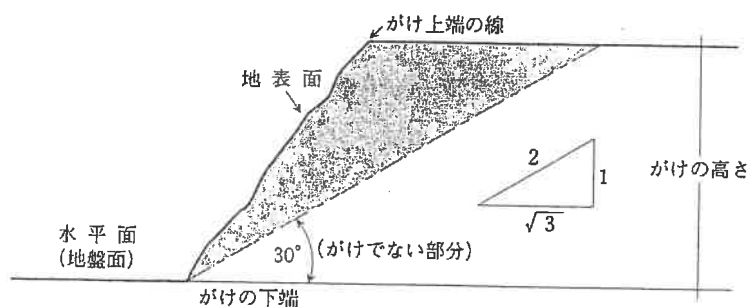 がけ上端の線
地表面
2
1
√3
がけの高さ
水平面
(地盤面)
30°
(がけでない部分)
がけの下端